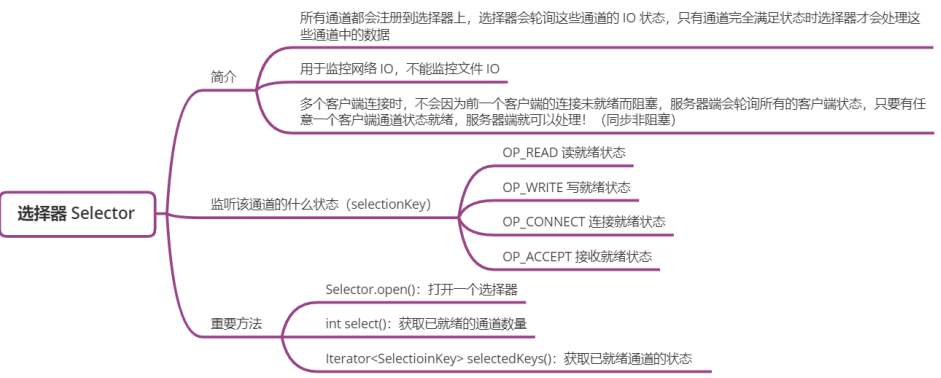 选择器 Selector
简介
所有通道都会注册到选择器上，选择器会轮询这些通道的 IO 状态，只有通道完全满足状态时选择器才会处理这
些通道中的数据
用于监控网络 IO，不能监控文件 IO
多个客户端连接时，不会因为前一个客户端的连接未就绪而阻塞，服务器端会轮询所有的客户端状态，只要有任
意一个客户端通道状态就绪，服务器端就可以处理！（同步非阻塞）
监听该通道的什么状态（selectionKey）
OP_READ 读就绪状态
OP_WRITE 写就绪状态
OP_CONNECT 连接就绪状态
OP_ACCEPT 接收就绪状态
重要方法
Selector.open()：打开一个选择器
int select()：获取已就绪的通道数量
Iterator<SelectioinKey> selectedKeys()：获取已就绪通道的状态